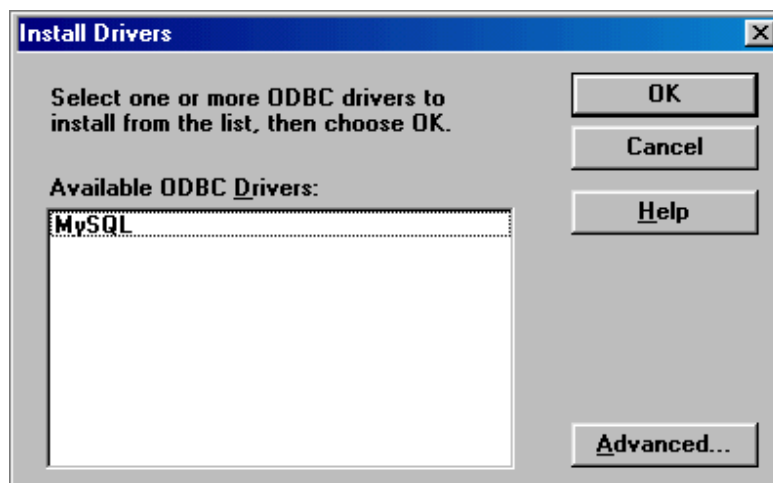 Install Drivers
Select one or more ODBC drivers to
install from the list, then choose OK.
OK
Cancel
Available ODBC Drivers:
Help
MySQL
Advanced...